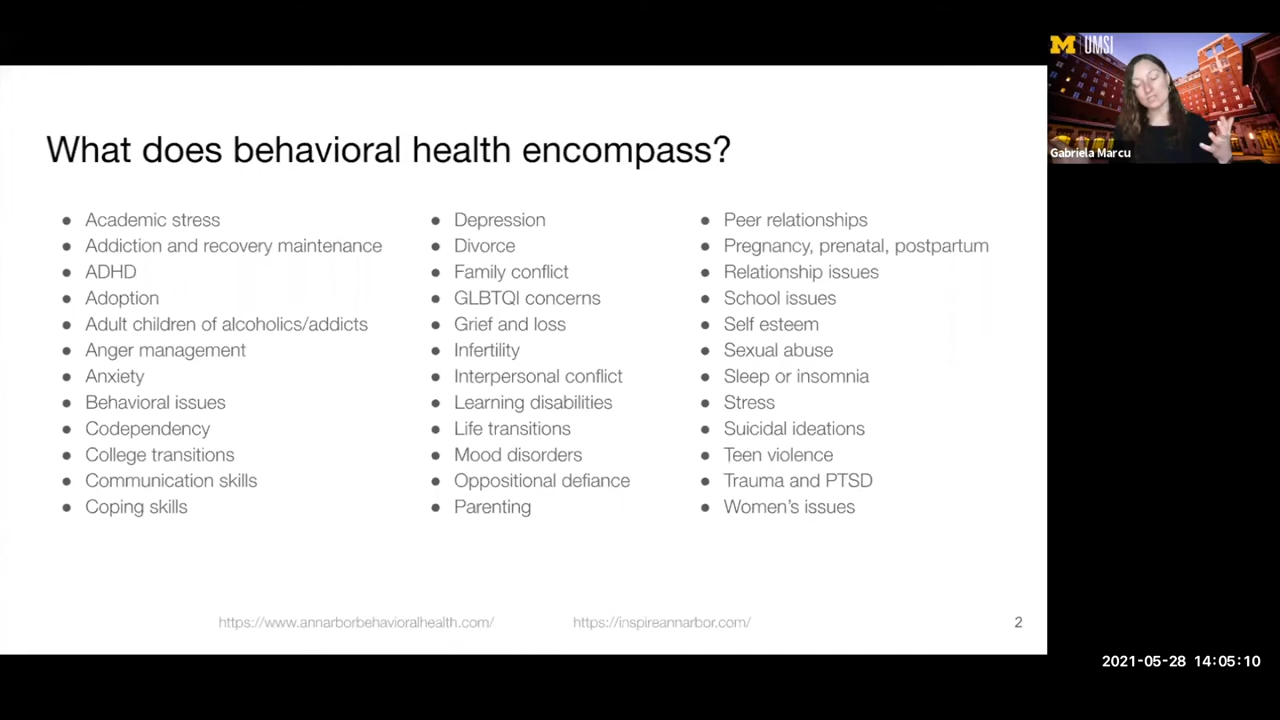 M | UMSI
Gabriela Marcu
What does behavioral health encompass?
● Academic stress
● Addiction and recovery maintenance
● ADHD
● Adoption
● Adult children of alcoholics/addicts
● Anger management
● Anxiety
● Behavioral issues
● Codependency
● College transitions
● Communication skills
● Coping skills
● Depression
● Divorce
● Family conflict
● GLBTQI concerns
● Grief and loss
● Infertility
● Interpersonal conflict
● Learning disabilities
● Life transitions
● Mood disorders
● Oppositional defiance
● Parenting
● Peer relationships
● Pregnancy, prenatal, postpartum
● Relationship issues
● School issues
● Self esteem
● Sexual abuse
● Sleep or insomnia
● Stress
● Suicidal ideations
● Teen violence
● Trauma and PTSD
● Women’s issues
https://www.annarborbehavioralhealth.com/
https://inspireannarbor.com/
2
2021-05-28 14:05:10